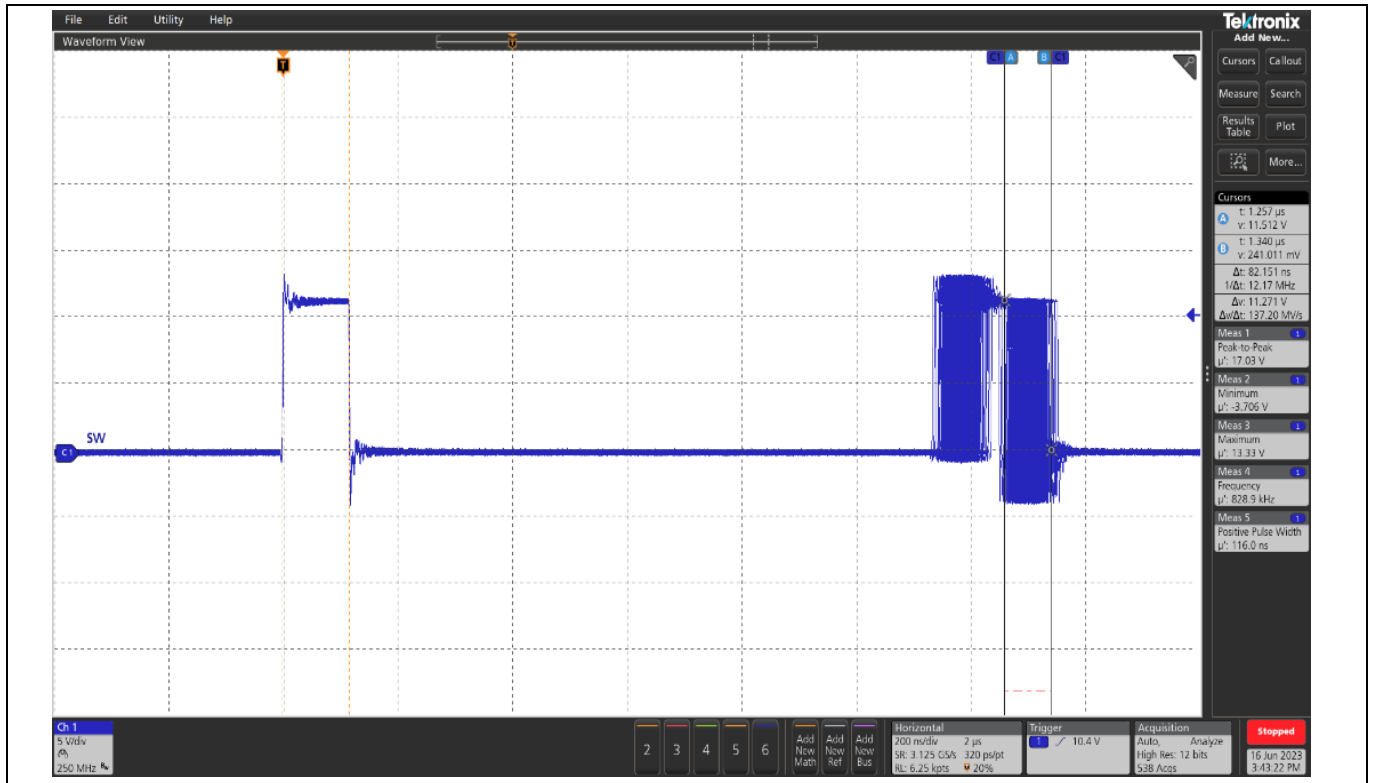 File Edit Utility Help
Tektronix
Waveform View
Add New...
T
T
C1 A B C1
Cursors Callout
Measure Search
Results Table Plot
More...
Cursors
A t: 1.257 µs
v: 11.512 V
B t: 1.340 µs
v: 241.011 mV
Δt: 82.151 ns
1/Δt: 12.17 MHz
Δv: 11.271 V
Δv/Δt: 137.20 MV/s
Meas 1 1
Peak-to-Peak
µ': 17.03 V
Meas 2 1
Minimum
µ': -3.706 V
Meas 3 1
Maximum
µ': 13.33 V
Meas 4 1
Frequency
µ': 828.9 kHz
Meas 5 1
Positive Pulse Width
µ': 116.0 ns
SW
C1
Ch 1
5 V/div
250 MHz
2 3 4 5 6
Add New Math
Add New Ref
Add New Bus
Horizontal
200 ns/div 2 µs
SR: 3.125 GS/s 320 ps/pt
RL: 6.25 kpts 20%
Trigger
1 10.4 V
Acquisition
Auto, Analyze
High Res: 12 bits
538 Acqs
Stopped
16 Jun 2023
3:43:22 PM